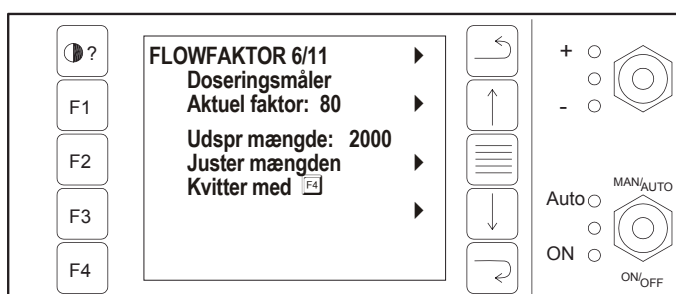 ?
F1
F2
F3
F4
FLOWFAKTOR 6/11
Doseringsmåler
Aktuel faktor: 80
Udspr mængde: 2000
Juster mængden
Kvitter med F4
+
-
MAN/AUTO
Auto
ON
ON/OFF